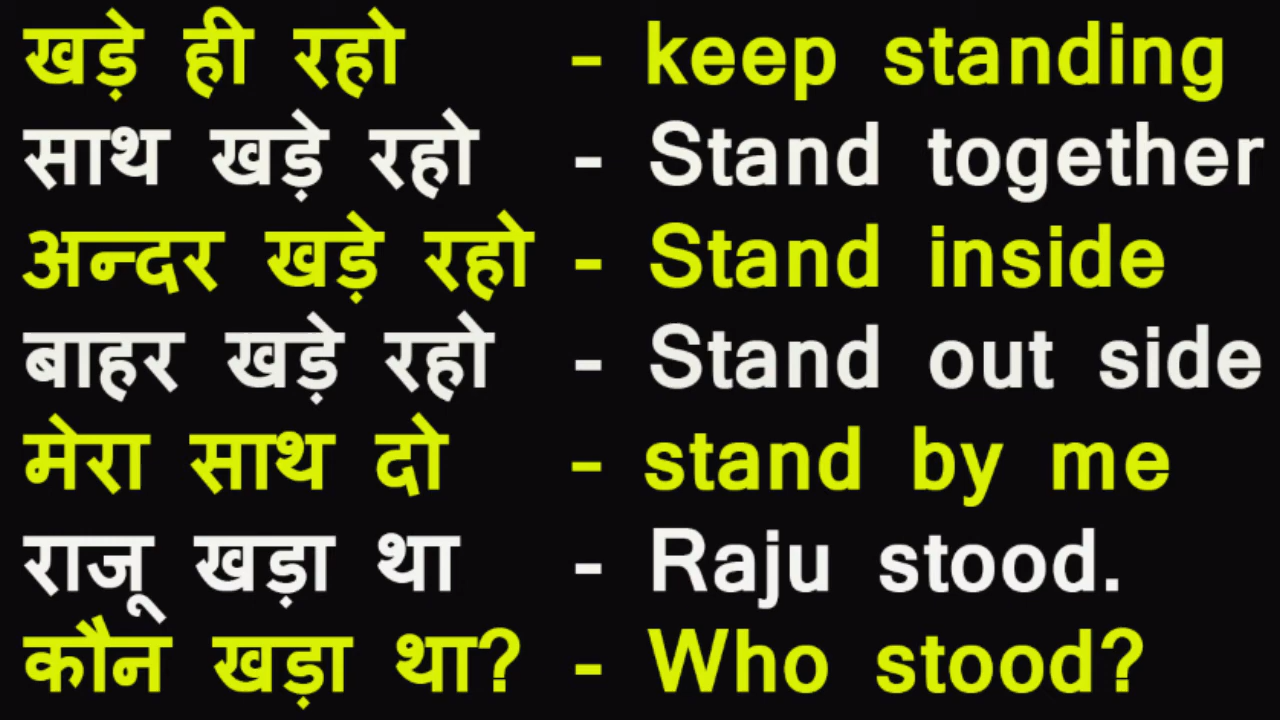 खड़े ही रहो - keep standing
साथ खड़े रहो - Stand together
अन्दर खड़े रहो - Stand inside
बाहर खड़े रहो - Stand out side
मेरा साथ दो - stand by me
राजू खड़ा था - Raju stood.
कौन खड़ा था? - Who stood?